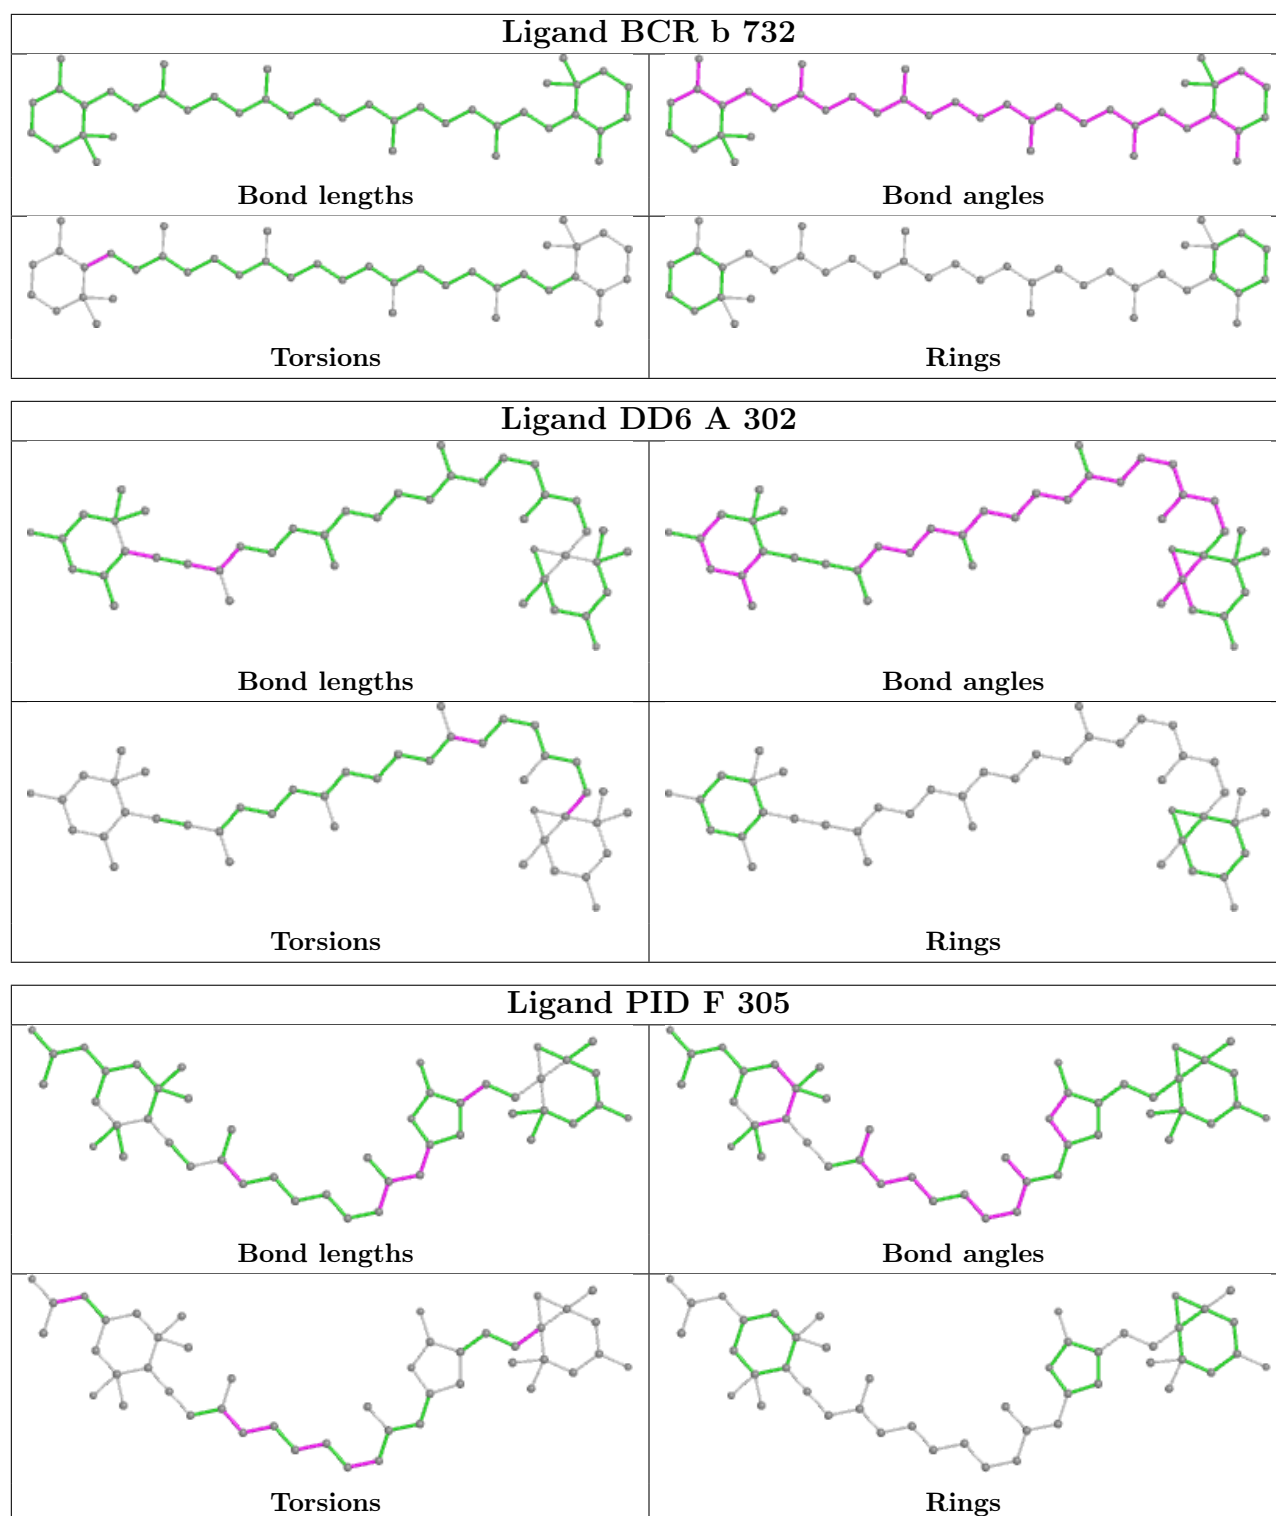 Ligand BCR b 732
Bond lengths
Bond angles
Torsions
Rings
Ligand DD6 A 302
Bond lengths
Bond angles
Torsions
Rings
Ligand PID F 305
Bond lengths
Bond angles
Torsions
Rings